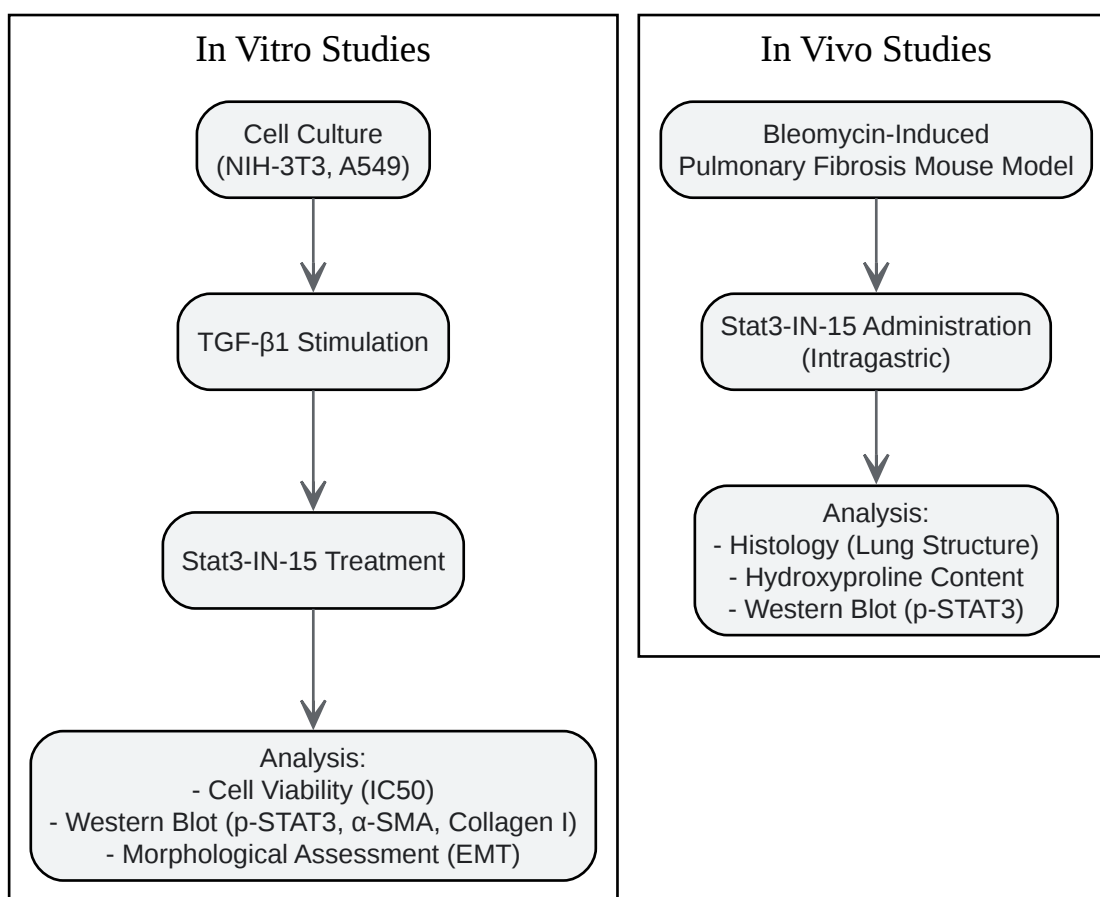 In Vitro Studies
Cell Culture
(NIH-3T3, A549)
TGF-β1 Stimulation
Stat3-IN-15 Treatment
Analysis:
- Cell Viability (IC50)
- Western Blot (p-STAT3, α-SMA, Collagen I)
- Morphological Assessment (EMT)
In Vivo Studies
Bleomycin-Induced
Pulmonary Fibrosis Mouse Model
Stat3-IN-15 Administration
(Intragastric)
Analysis:
- Histology (Lung Structure)
- Hydroxyproline Content
- Western Blot (p-STAT3)